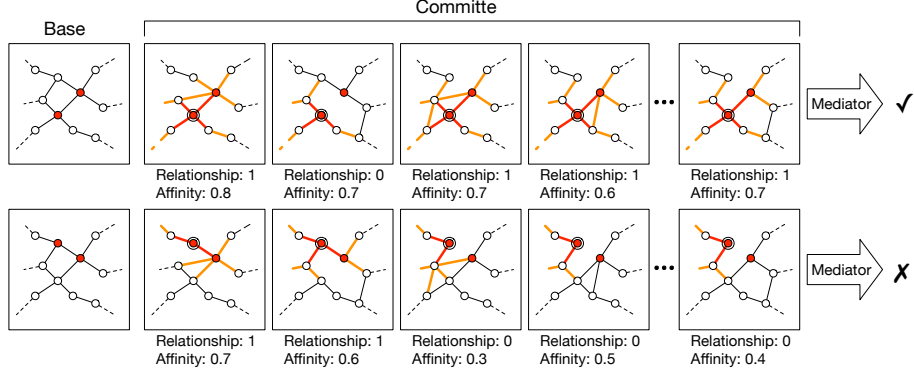 Committe
Base
Mediator
✓
Relationship: 1
Affinity: 0.8
Relationship: 0
Affinity: 0.7
Relationship: 1
Affinity: 0.7
Relationship: 1
Affinity: 0.6
Relationship: 1
Affinity: 0.7
Mediator
✗
Relationship: 1
Affinity: 0.7
Relationship: 1
Affinity: 0.6
Relationship: 0
Affinity: 0.3
Relationship: 0
Affinity: 0.5
Relationship: 0
Affinity: 0.4